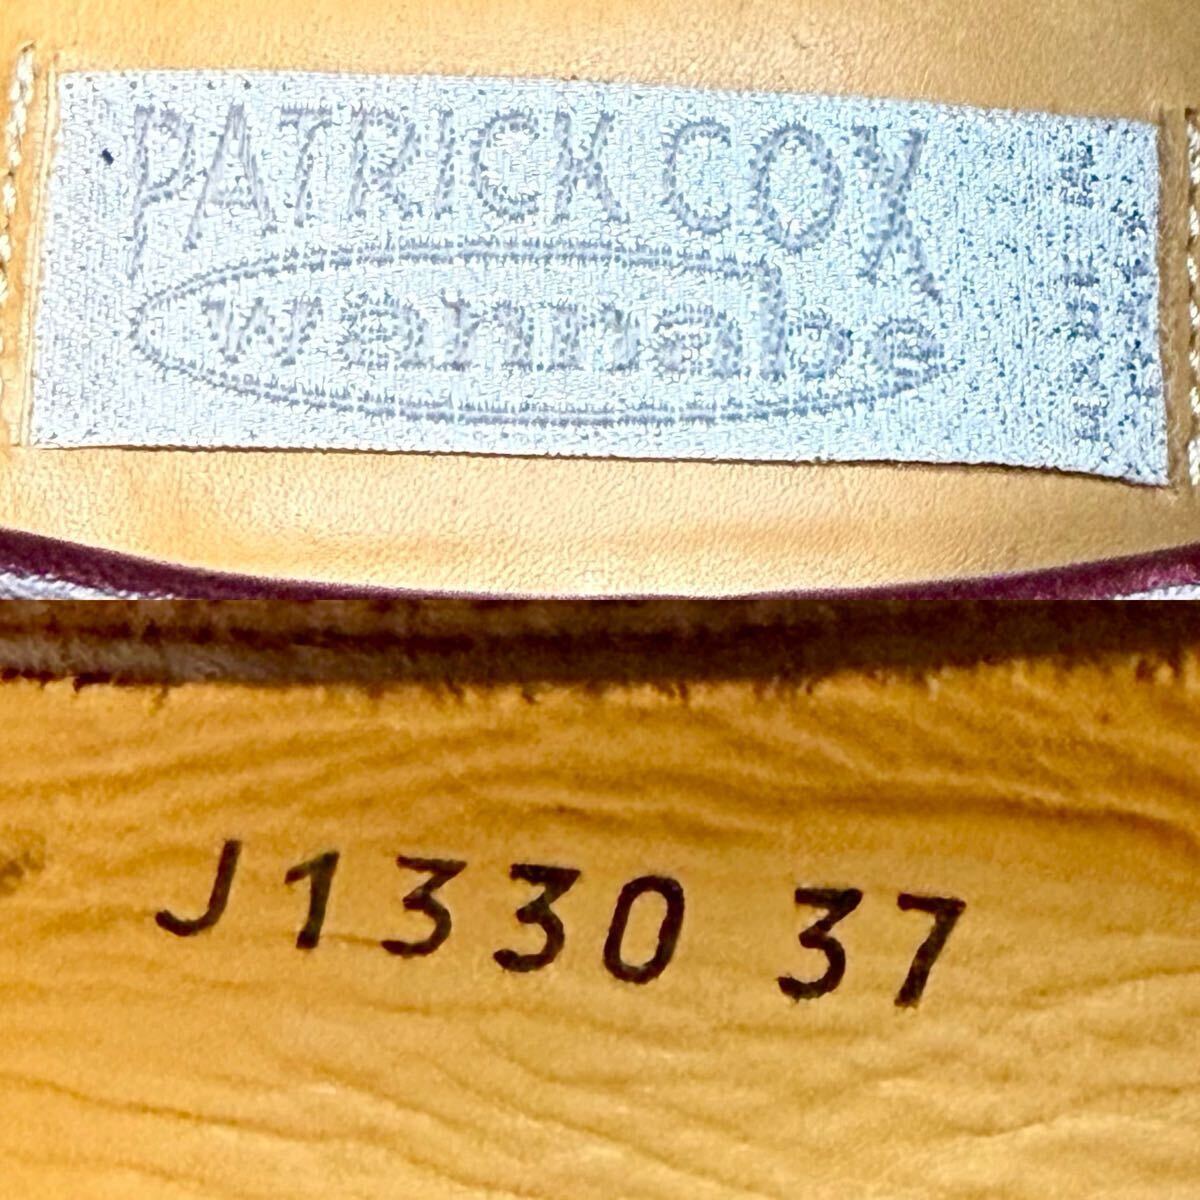 PATRICK COX
wannabe
J1330 37